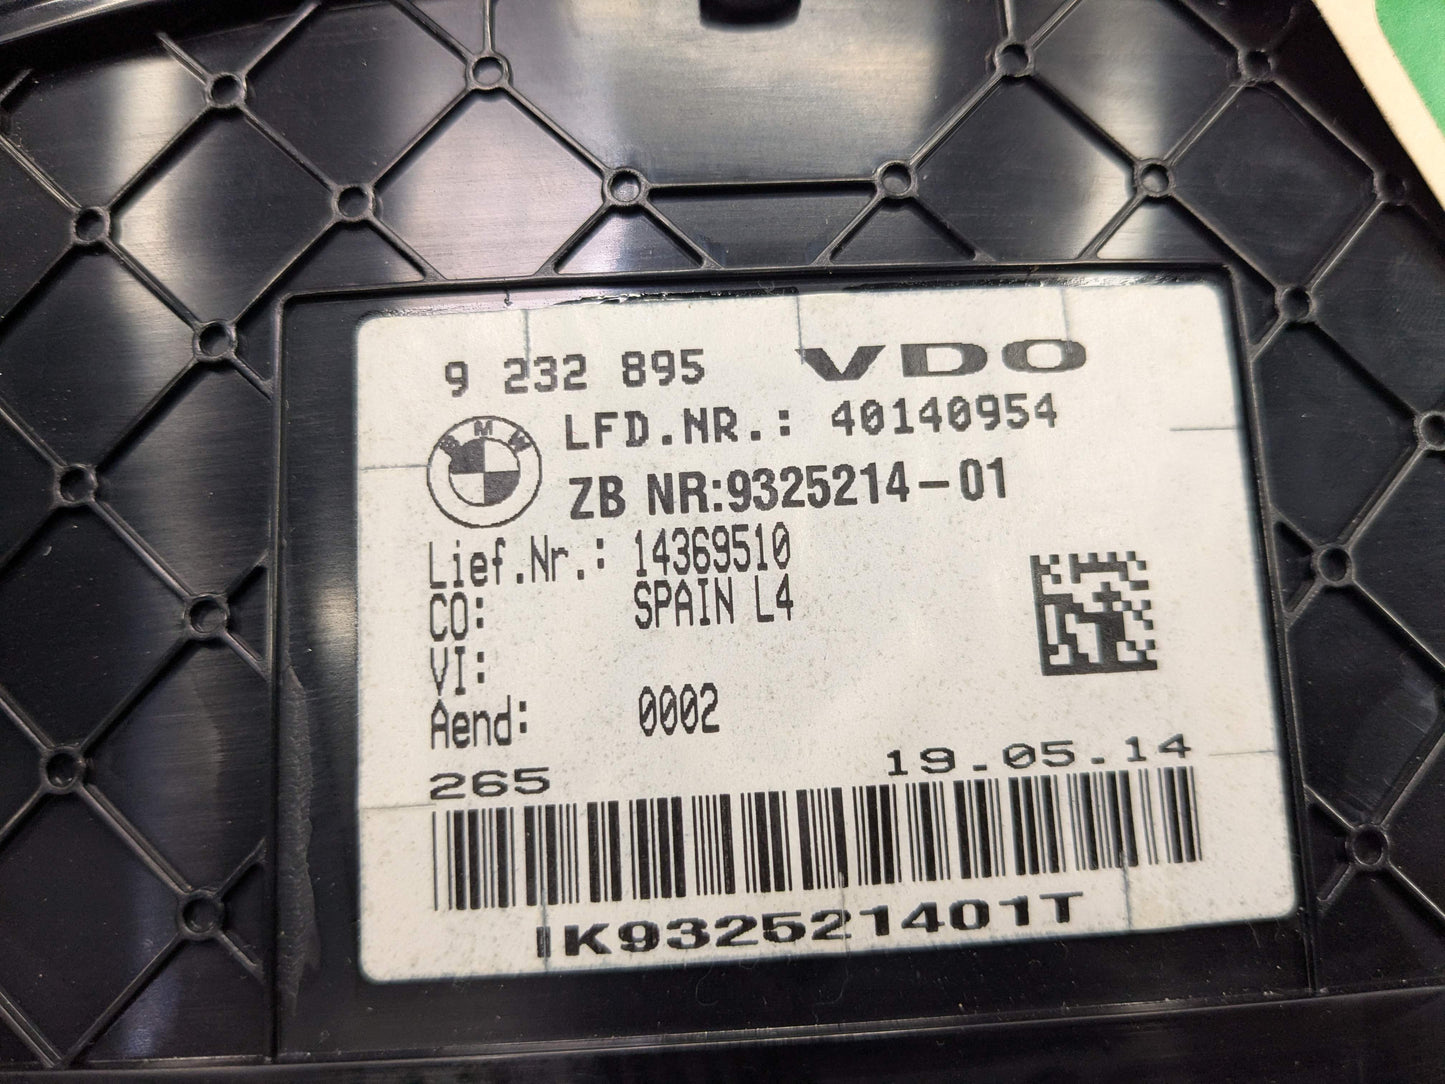 9 232 895
VDO
BMW
LFD.NR.: 40140954
ZB NR:9325214-01
Lief.Nr.: 14369510
CO: SPAIN L4
VI:
Aend: 0002
265
19.05.14
IK932521401T